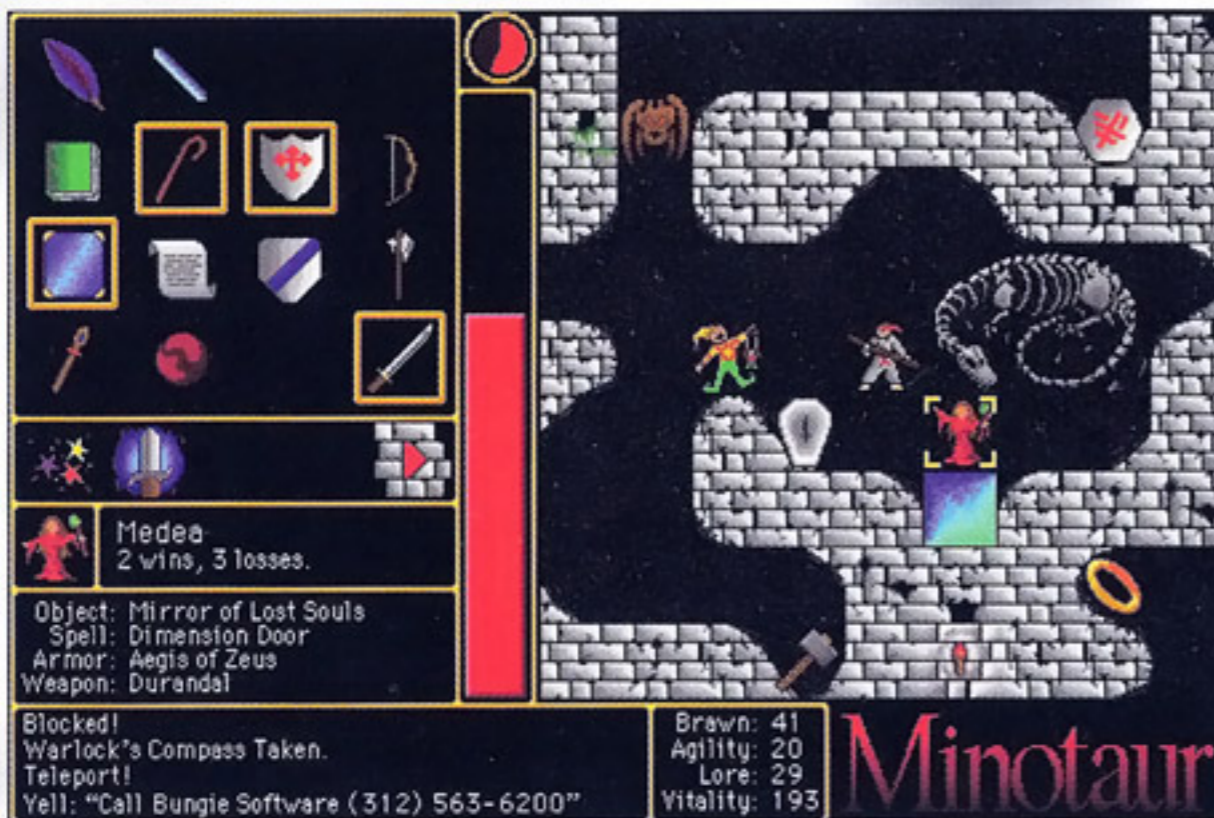 Medea
2 wins, 3 losses.
Object: Mirror of Lost Souls
Spell: Dimension Door
Armor: Aegis of Zeus
Weapon: Durandal
Blocked!
Warlock's Compass Taken.
Teleport!
Yell: "Call Bungie Software (312) 563-6200"
Brawn: 41
Agility: 20
Lore: 29
Vitality: 193
Minotaur